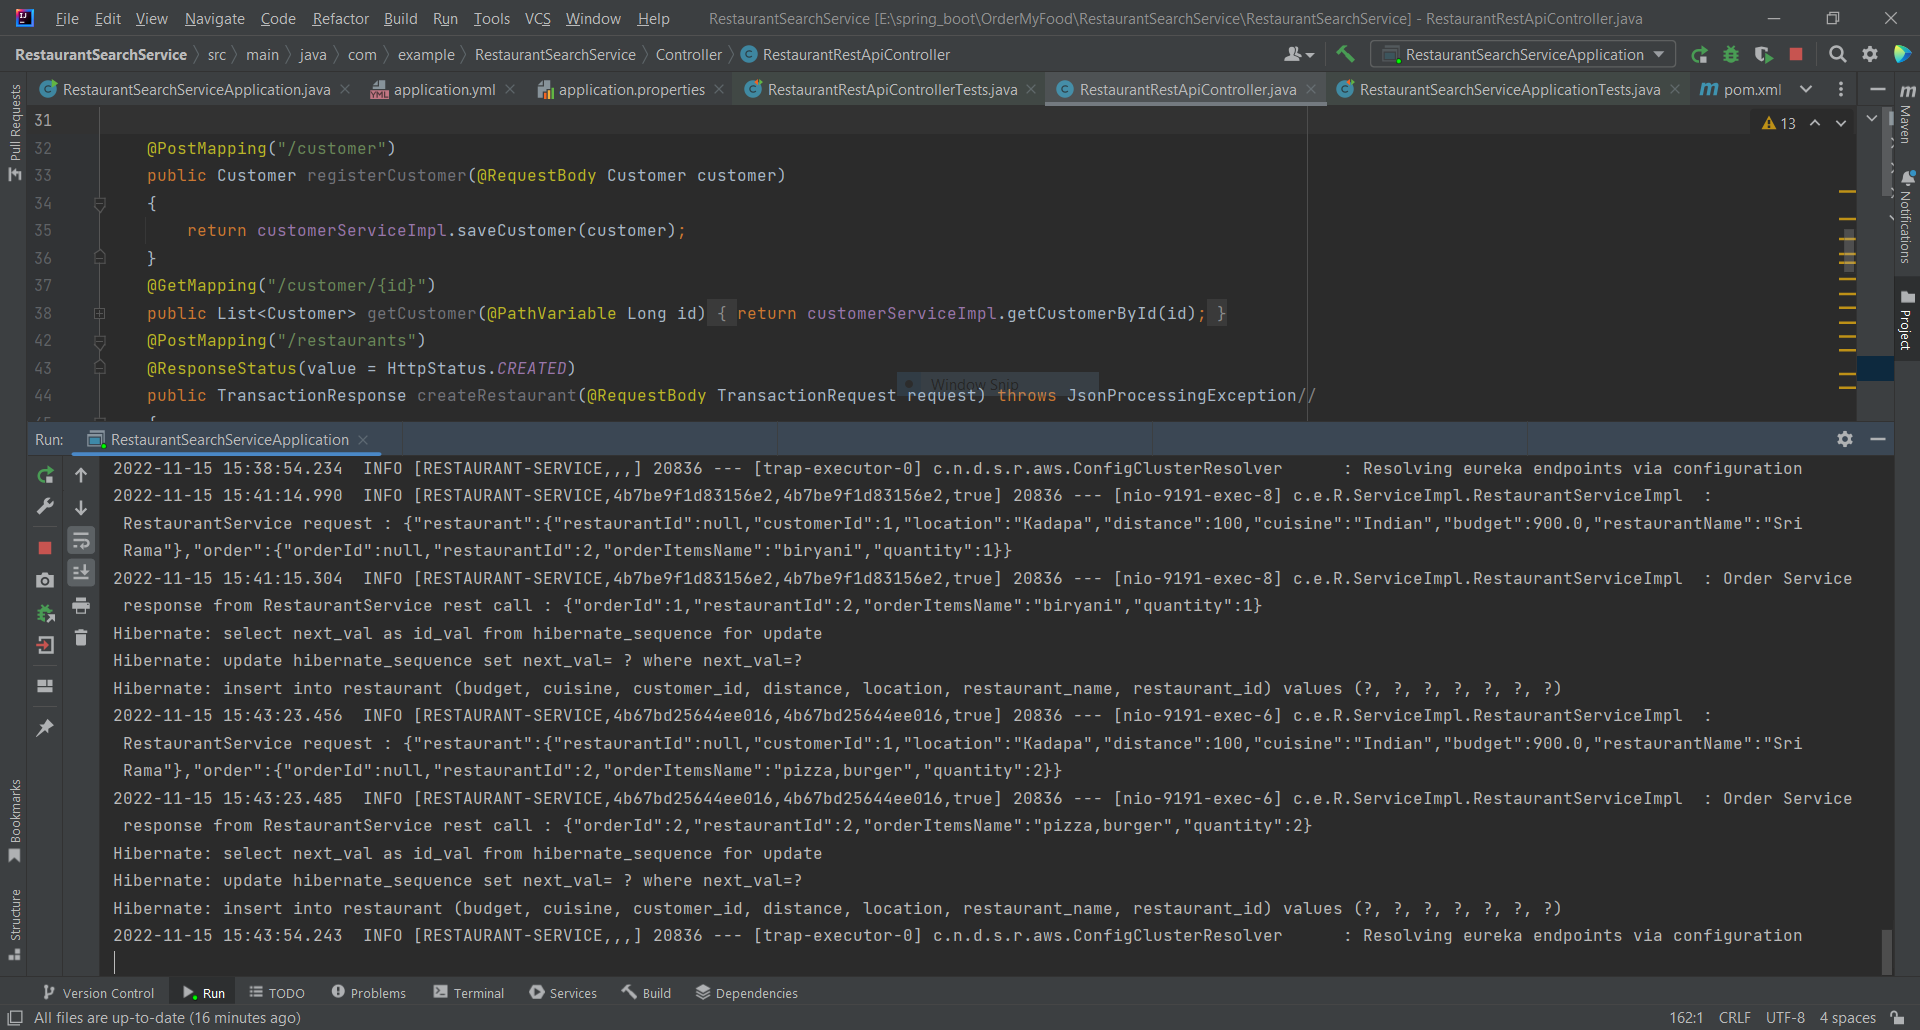 File Edit View Navigate Code Refactor Build Run Tools VCS Window Help RestaurantSearchService [E:\spring_boot\OrderMyFood\RestaurantSearchService\RestaurantSearchService] - RestaurantRestApiController.java
RestaurantSearchService src main java com example RestaurantSearchService Controller RestaurantRestApiController RestaurantSearchServiceApplication
RestaurantSearchServiceApplication.java application.yml application.properties RestaurantRestApiControllerTests.java RestaurantRestApiController.java RestaurantSearchServiceApplicationTests.java pom.xml
Pull Requests
Maven
Notifications
Project
13
31
32 @PostMapping("/customer")
33 public Customer registerCustomer(@RequestBody Customer customer)
34 {
35 return customerServiceImpl.saveCustomer(customer);
36 }
37 @GetMapping("/customer/{id}")
38 public List<Customer> getCustomer(@PathVariable Long id) { return customerServiceImpl.getCustomerById(id); }
42 @PostMapping("/restaurants")
43 @ResponseStatus(value = HttpStatus.CREATED)
Window Snip
44 public TransactionResponse createRestaurant(@RequestBody TransactionRequest request) throws JsonProcessingException//
Run: RestaurantSearchServiceApplication
2022-11-15 15:38:54.234 INFO [RESTAURANT-SERVICE,,,] 20836 --- [trap-executor-0] c.n.d.s.r.aws.ConfigClusterResolver : Resolving eureka endpoints via configuration
2022-11-15 15:41:14.990 INFO [RESTAURANT-SERVICE,4b7be9f1d83156e2,4b7be9f1d83156e2,true] 20836 --- [nio-9191-exec-8] c.e.R.ServiceImpl.RestaurantServiceImpl :
RestaurantService request : {"restaurant":{"restaurantId":null,"customerId":1,"location":"Kadapa","distance":100,"cuisine":"Indian","budget":900.0,"restaurantName":"Sri
Rama"},"order":{"orderId":null,"restaurantId":2,"orderItemsName":"biryani","quantity":1}}
2022-11-15 15:41:15.304 INFO [RESTAURANT-SERVICE,4b7be9f1d83156e2,4b7be9f1d83156e2,true] 20836 --- [nio-9191-exec-8] c.e.R.ServiceImpl.RestaurantServiceImpl : Order Service
response from RestaurantService rest call : {"orderId":1,"restaurantId":2,"orderItemsName":"biryani","quantity":1}
Hibernate: select next_val as id_val from hibernate_sequence for update
Hibernate: update hibernate_sequence set next_val= ? where next_val=?
Hibernate: insert into restaurant (budget, cuisine, customer_id, distance, location, restaurant_name, restaurant_id) values (?, ?, ?, ?, ?, ?, ?)
2022-11-15 15:43:23.456 INFO [RESTAURANT-SERVICE,4b67bd25644ee016,4b67bd25644ee016,true] 20836 --- [nio-9191-exec-6] c.e.R.ServiceImpl.RestaurantServiceImpl :
RestaurantService request : {"restaurant":{"restaurantId":null,"customerId":1,"location":"Kadapa","distance":100,"cuisine":"Indian","budget":900.0,"restaurantName":"Sri
Rama"},"order":{"orderId":null,"restaurantId":2,"orderItemsName":"pizza,burger","quantity":2}}
2022-11-15 15:43:23.485 INFO [RESTAURANT-SERVICE,4b67bd25644ee016,4b67bd25644ee016,true] 20836 --- [nio-9191-exec-6] c.e.R.ServiceImpl.RestaurantServiceImpl : Order Service
response from RestaurantService rest call : {"orderId":2,"restaurantId":2,"orderItemsName":"pizza,burger","quantity":2}
Hibernate: select next_val as id_val from hibernate_sequence for update
Hibernate: update hibernate_sequence set next_val= ? where next_val=?
Hibernate: insert into restaurant (budget, cuisine, customer_id, distance, location, restaurant_name, restaurant_id) values (?, ?, ?, ?, ?, ?, ?)
2022-11-15 15:43:54.243 INFO [RESTAURANT-SERVICE,,,] 20836 --- [trap-executor-0] c.n.d.s.r.aws.ConfigClusterResolver : Resolving eureka endpoints via configuration
Bookmarks
Structure
Version Control Run TODO Problems Terminal Services Build Dependencies
All files are up-to-date (16 minutes ago) 162:1 CRLF UTF-8 4 spaces